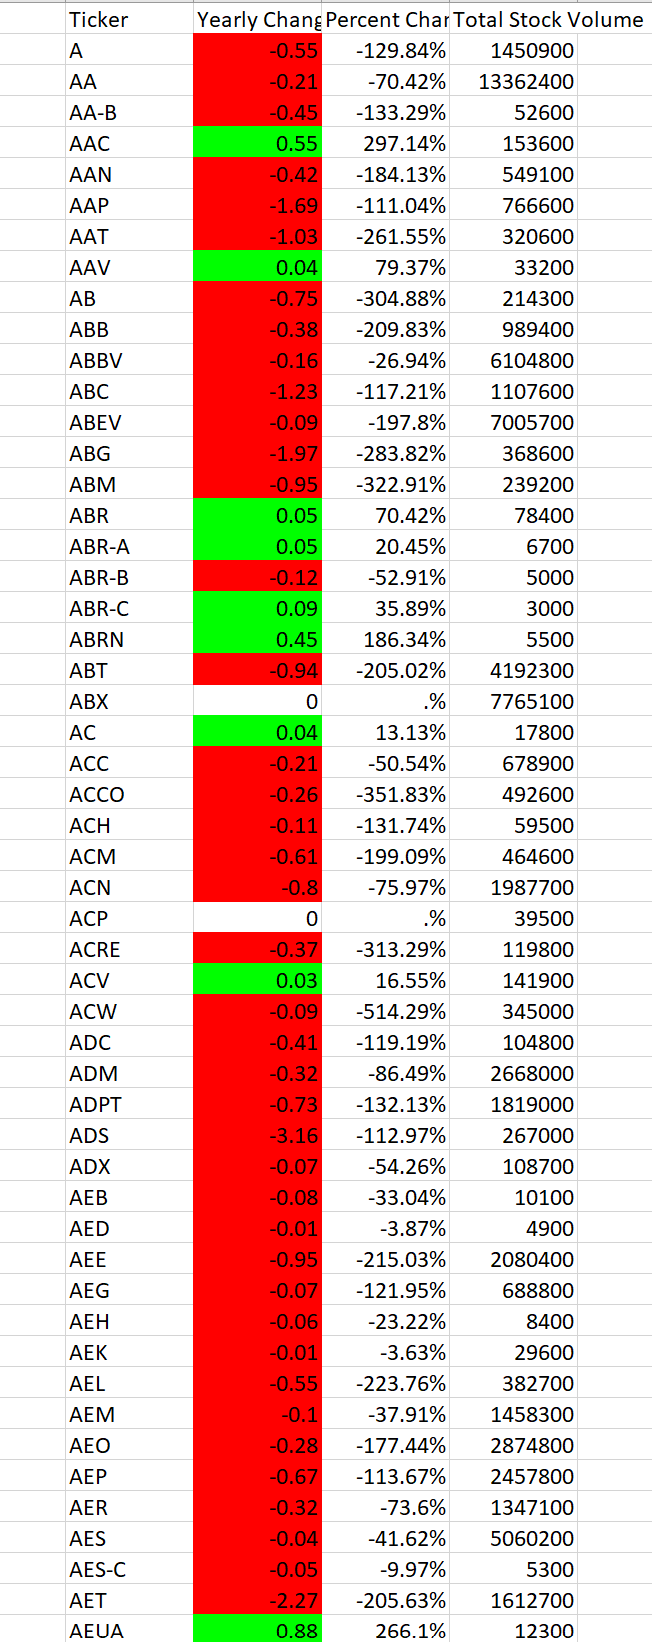 Ticker Yearly Chang Percent Char Total Stock Volume
A -0.55 -129.84% 1450900
AA -0.21 -70.42% 13362400
AA-B -0.45 -133.29% 52600
AAC 0.55 297.14% 153600
AAN -0.42 -184.13% 549100
AAP -1.69 -111.04% 766600
AAT -1.03 -261.55% 320600
AAV 0.04 79.37% 33200
AB -0.75 -304.88% 214300
ABB -0.38 -209.83% 989400
ABBV -0.16 -26.94% 6104800
ABC -1.23 -117.21% 1107600
ABEV -0.09 -197.8% 7005700
ABG -1.97 -283.82% 368600
ABM -0.95 -322.91% 239200
ABR 0.05 70.42% 78400
ABR-A 0.05 20.45% 6700
ABR-B -0.12 -52.91% 5000
ABR-C 0.09 35.89% 3000
ABRN 0.45 186.34% 5500
ABT -0.94 -205.02% 4192300
ABX 0 .% 7765100
AC 0.04 13.13% 17800
ACC -0.21 -50.54% 678900
ACCO -0.26 -351.83% 492600
ACH -0.11 -131.74% 59500
ACM -0.61 -199.09% 464600
ACN -0.8 -75.97% 1987700
ACP 0 .% 39500
ACRE -0.37 -313.29% 119800
ACV 0.03 16.55% 141900
ACW -0.09 -514.29% 345000
ADC -0.41 -119.19% 104800
ADM -0.32 -86.49% 2668000
ADPT -0.73 -132.13% 1819000
ADS -3.16 -112.97% 267000
ADX -0.07 -54.26% 108700
AEB -0.08 -33.04% 10100
AED -0.01 -3.87% 4900
AEE -0.95 -215.03% 2080400
AEG -0.07 -121.95% 688800
AEH -0.06 -23.22% 8400
AEK -0.01 -3.63% 29600
AEL -0.55 -223.76% 382700
AEM -0.1 -37.91% 1458300
AEO -0.28 -177.44% 2874800
AEP -0.67 -113.67% 2457800
AER -0.32 -73.6% 1347100
AES -0.04 -41.62% 5060200
AES-C -0.05 -9.97% 5300
AET -2.27 -205.63% 1612700
AEUA 0.88 266.1% 12300